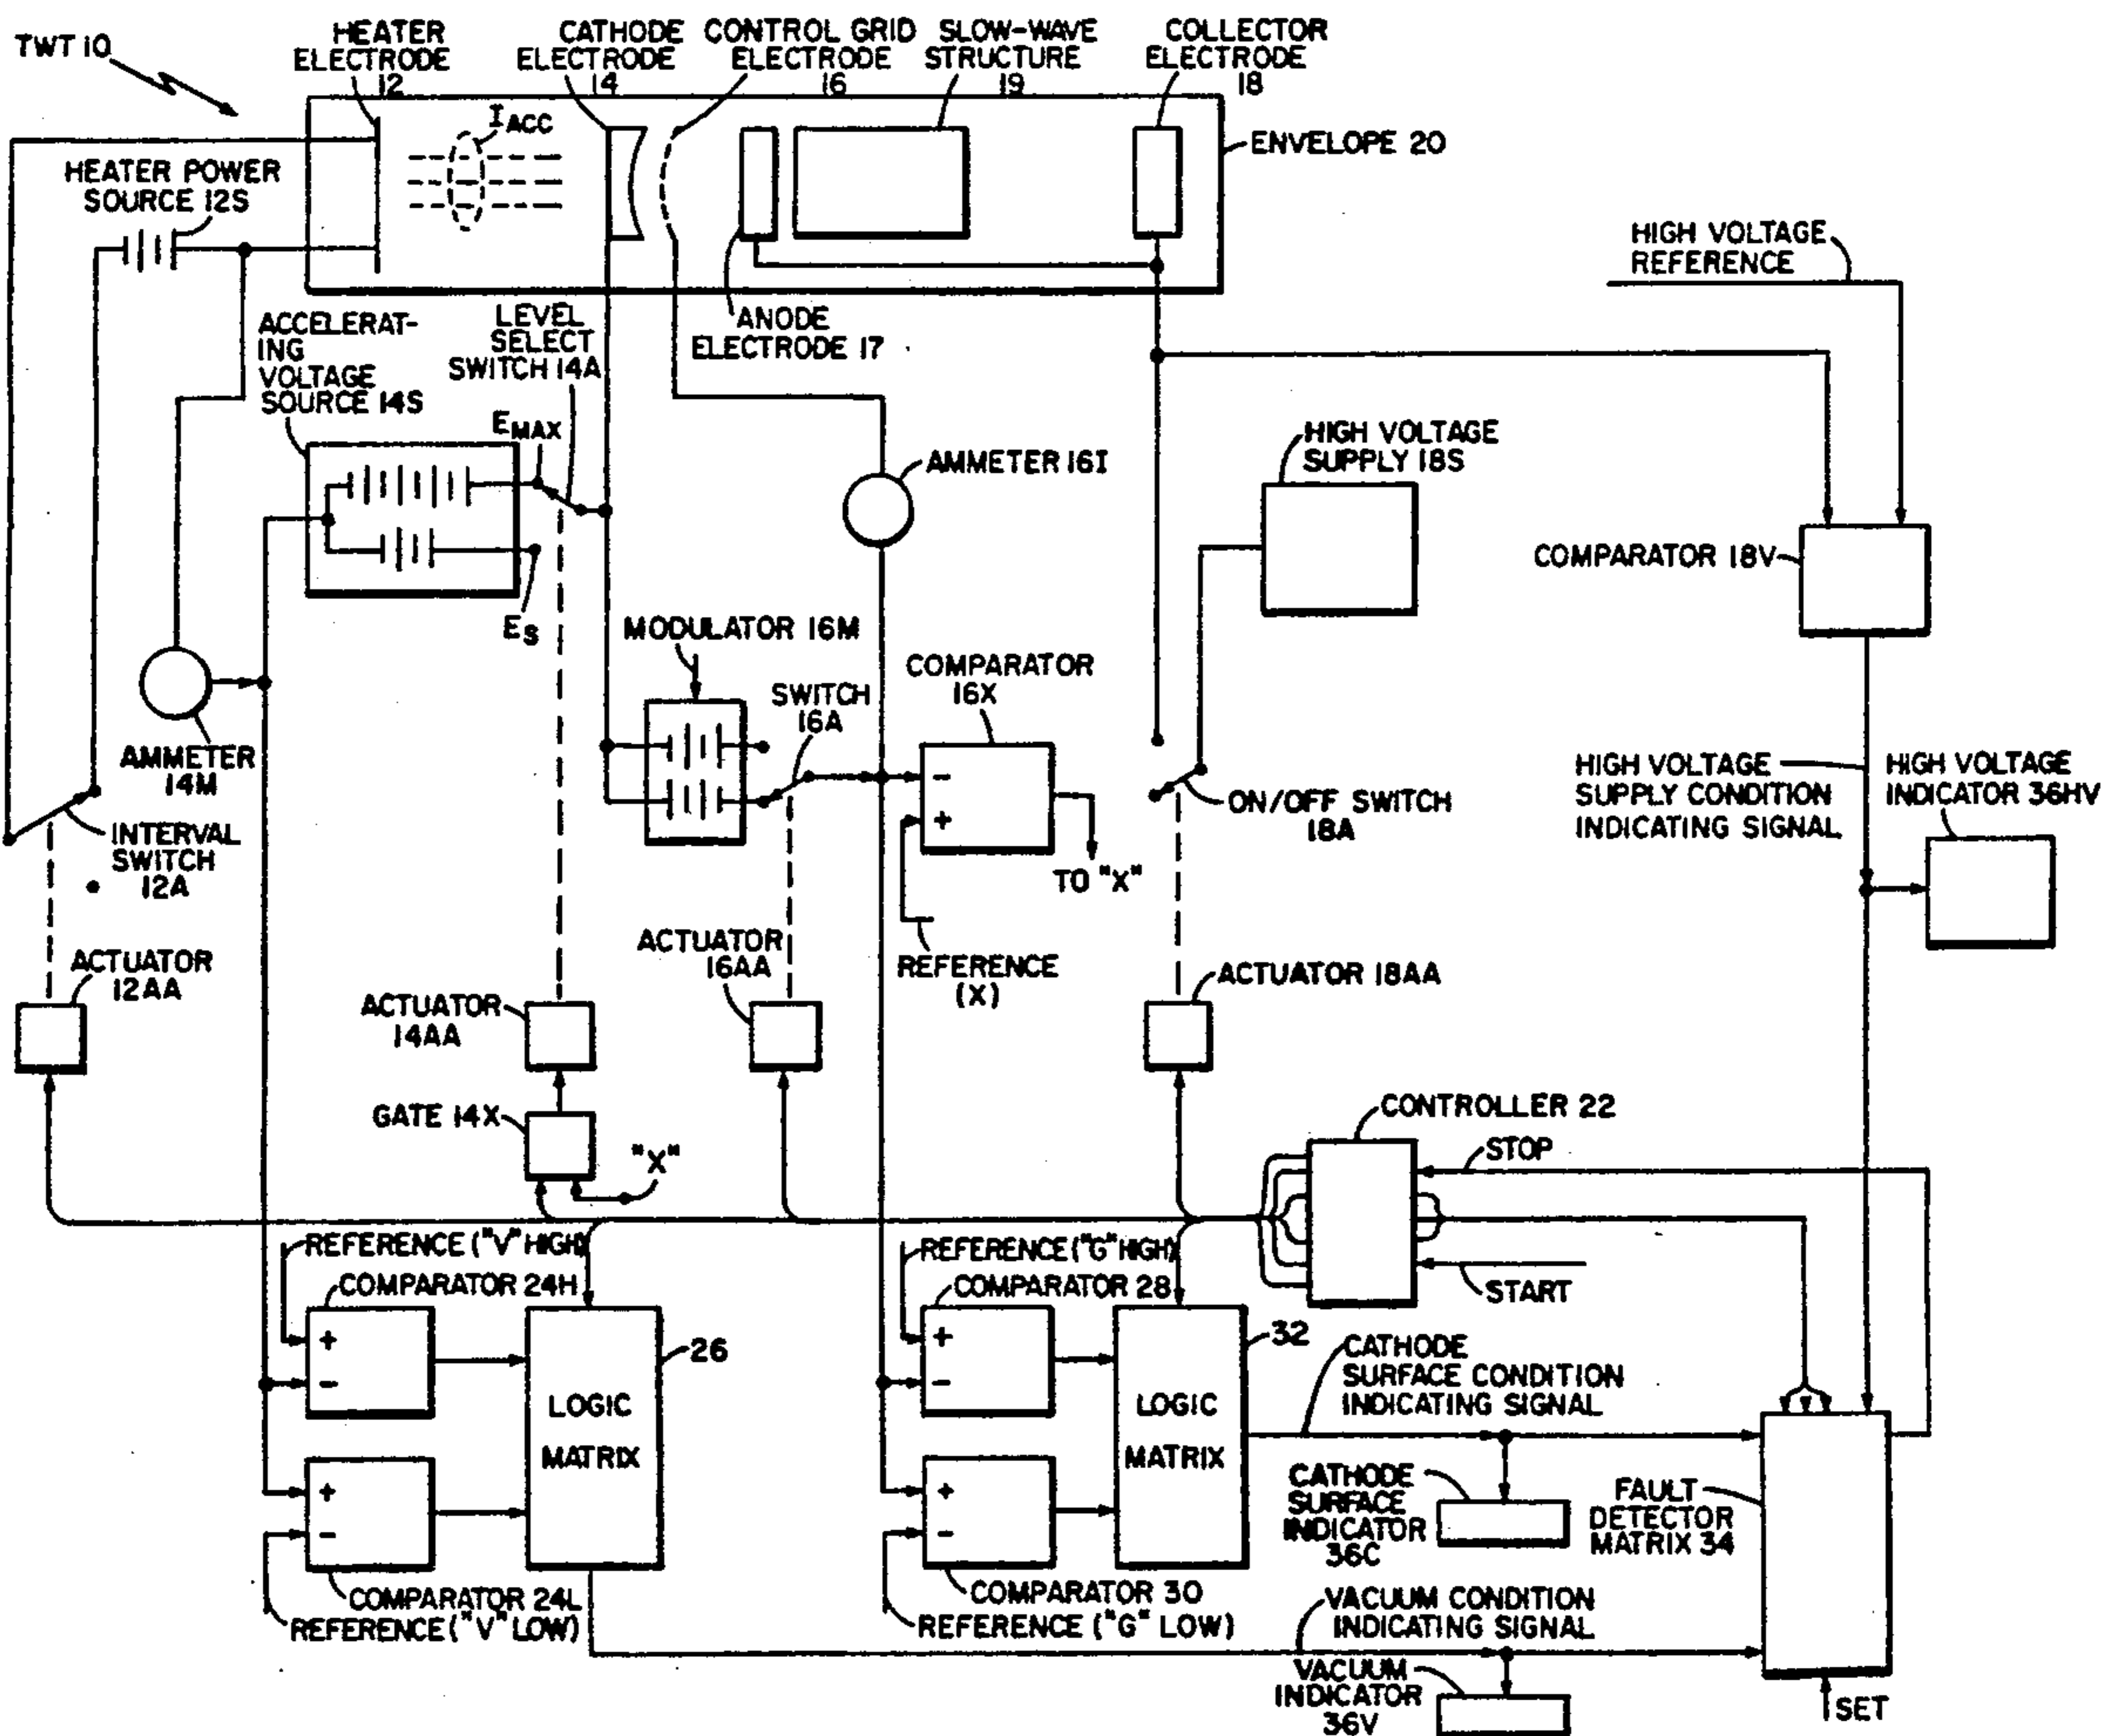 TWT 10
HEATER
ELECTRODE
12
CATHODE
ELECTRODE
14
CONTROL GRID
ELECTRODE
16
SLOW-WAVE
STRUCTURE
19
COLLECTOR
ELECTRODE
18
IACC
ENVELOPE 20
HEATER POWER
SOURCE 12S
HIGH VOLTAGE
REFERENCE
ACCELERAT-
ING
VOLTAGE
SOURCE 14S
LEVEL
SELECT
SWITCH 14A
ANODE
ELECTRODE 17
EMAX
ES
AMMETER 16I
HIGH VOLTAGE
SUPPLY 18S
COMPARATOR 18V
MODULATOR 16M
SWITCH
16A
COMPARATOR
16X
-
+
TO "X"
REFERENCE
(X)
AMMETER
14M
INTERVAL
SWITCH
12A
ON/OFF SWITCH
18A
HIGH VOLTAGE
SUPPLY CONDITION
INDICATING SIGNAL
HIGH VOLTAGE
INDICATOR 36HV
ACTUATOR
12AA
ACTUATOR
14AA
ACTUATOR
16AA
ACTUATOR 18AA
GATE 14X
"X"
CONTROLLER 22
STOP
START
REFERENCE ("V" HIGH)
COMPARATOR 24H
+
-
+
-
COMPARATOR 24L
REFERENCE ("V" LOW)
LOGIC
MATRIX
26
REFERENCE ("G" HIGH)
COMPARATOR 28
+
-
+
-
COMPARATOR 30
REFERENCE ("G" LOW)
LOGIC
MATRIX
32
CATHODE
SURFACE CONDITION
INDICATING SIGNAL
CATHODE
SURFACE
INDICATOR
36C
FAULT
DETECTOR
MATRIX 34
VACUUM CONDITION
INDICATING SIGNAL
VACUUM
INDICATOR
36V
SET